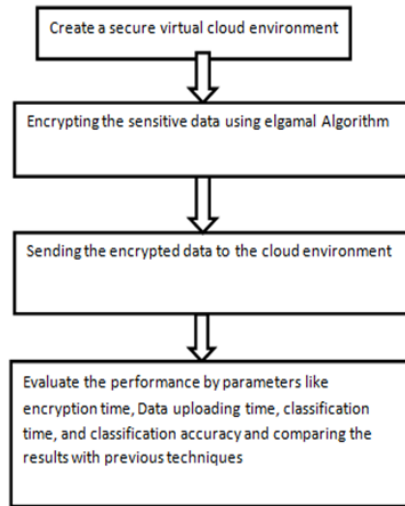 Create a secure virtual cloud environment
Encrypting the sensitive data using elgamal Algorithm
Sending the encrypted data to the cloud environment
Evaluate the performance by parameters like
encryption time, Data uploading time, classification
time, and classification accuracy and comparing the
results with previous techniques